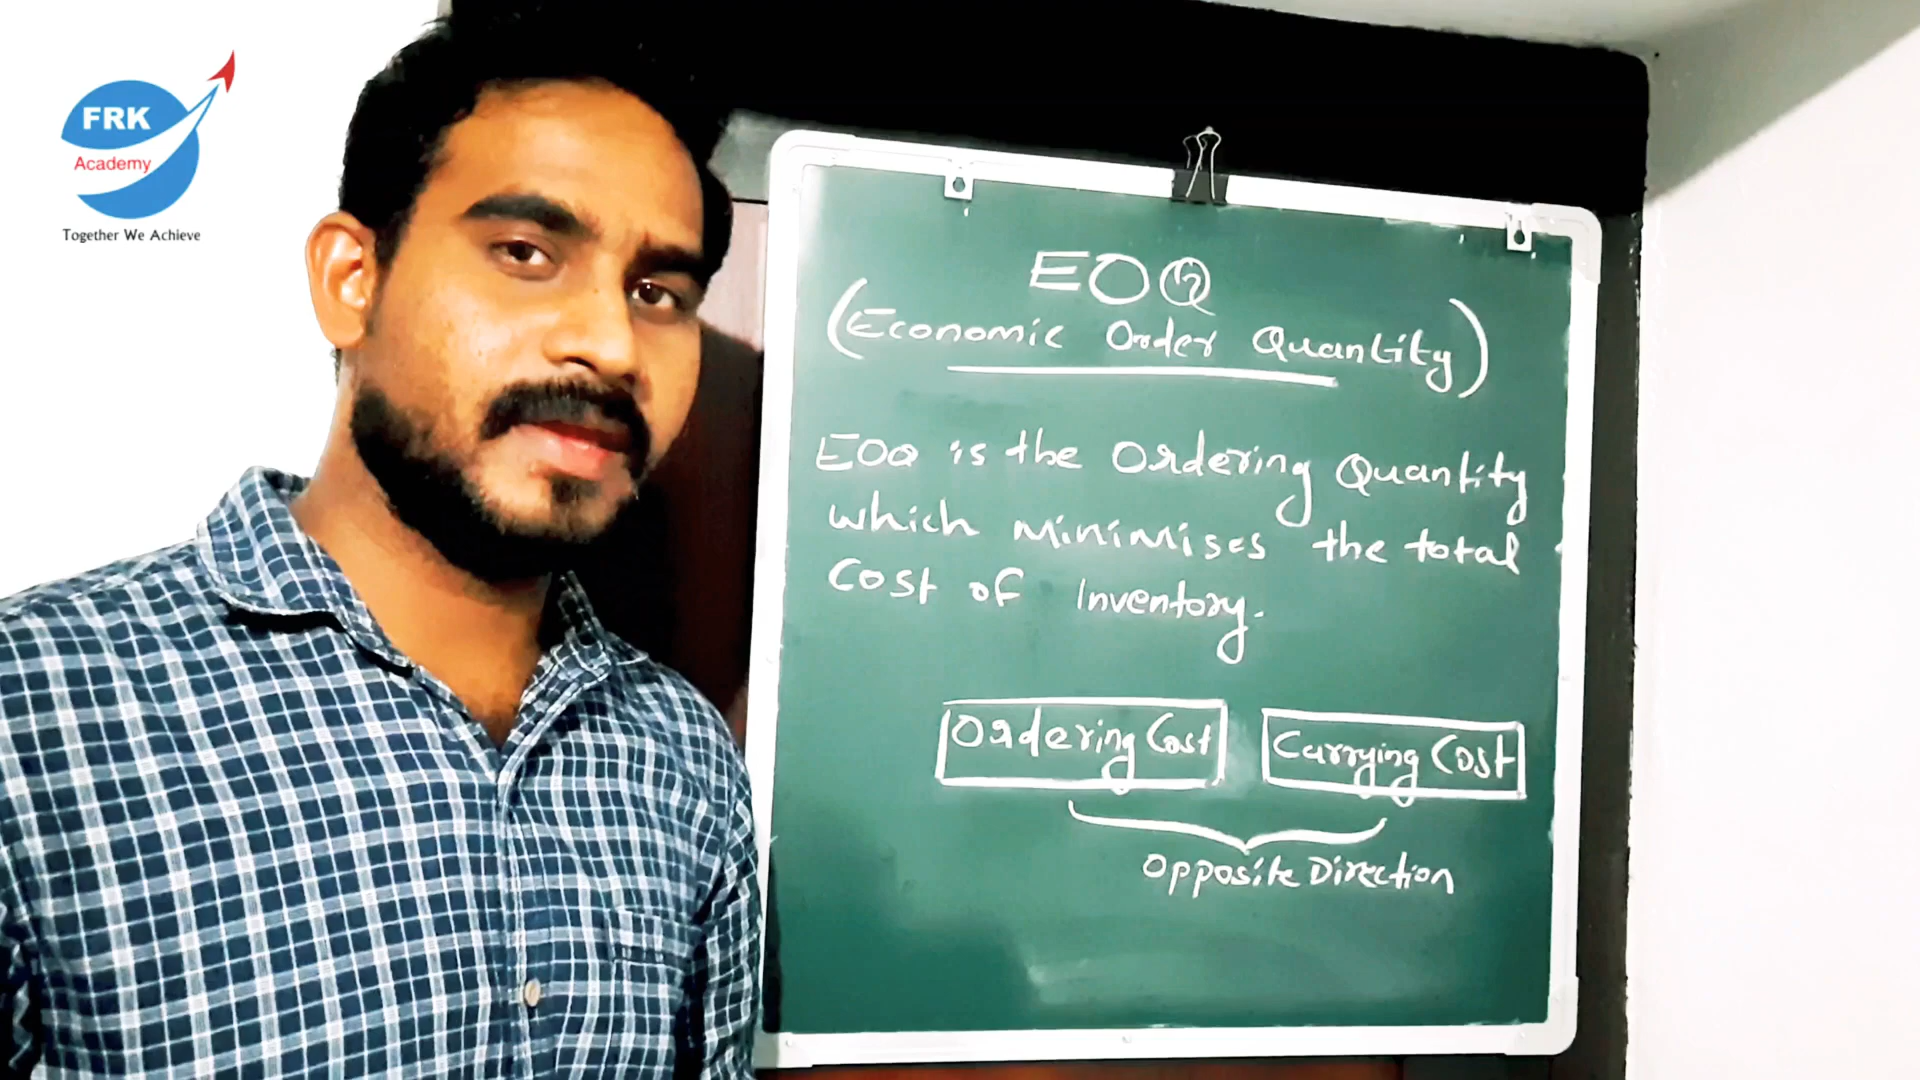 FRK
Academy
Together We Achieve
EOQ
(Economic Order Quantity)
EOQ is the Ordering Quantity
which Minimises the total
Cost of Inventory.
Ordering Cost
Carrying Cost
Opposite Direction